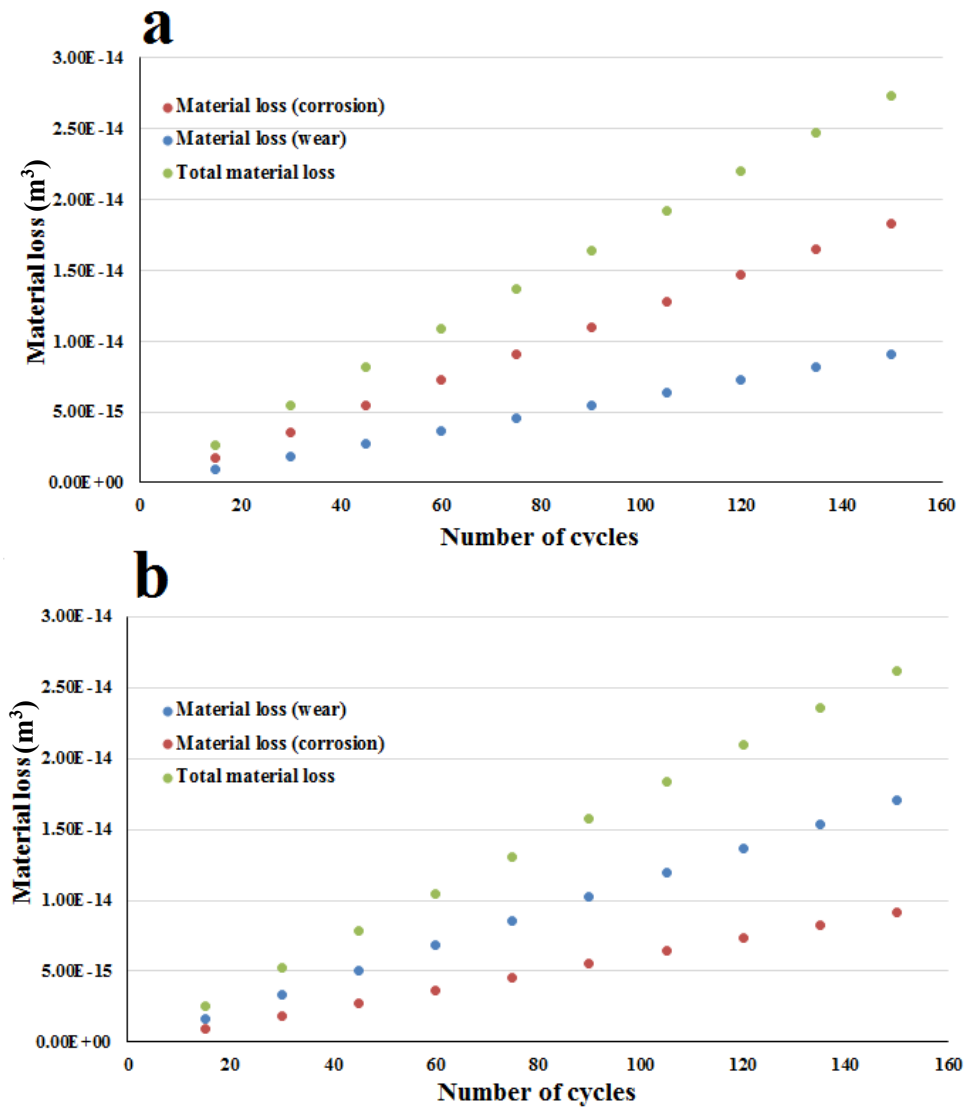 a
3.00E-14
2.50E-14
2.00E-14
1.50E-14
1.00E-14
5.00E-15
0.00E+00
Material loss (m³)
Material loss (corrosion)
Material loss (wear)
Total material loss
0 20 40 60 80 100 120 140 160
Number of cycles
b
3.00E-14
2.50E-14
2.00E-14
1.50E-14
1.00E-14
5.00E-15
0.00E+00
Material loss (m³)
Material loss (wear)
Material loss (corrosion)
Total material loss
0 20 40 60 80 100 120 140 160
Number of cycles